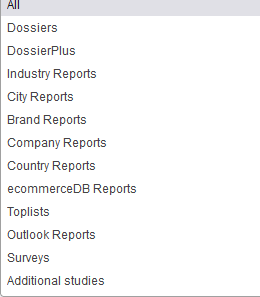 All
Dossiers
DossierPlus
Industry Reports
City Reports
Brand Reports
Company Reports
Country Reports
ecommerceDB Reports
Toplists
Outlook Reports
Surveys
Additional studies